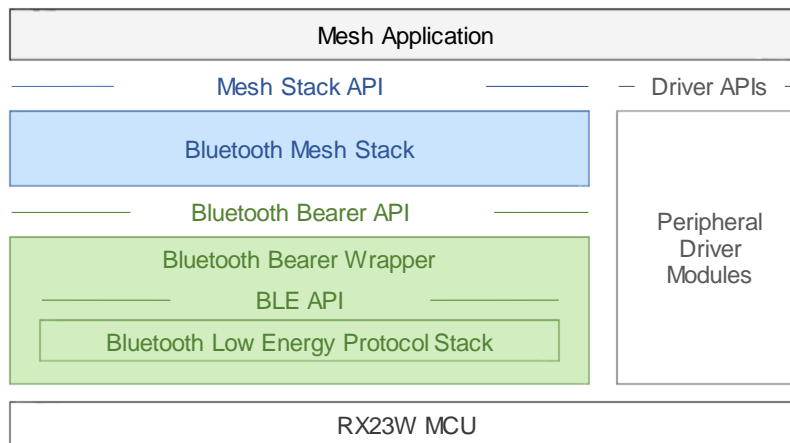 Mesh Application
Mesh Stack API
Driver APIs
Bluetooth Mesh Stack
Bluetooth Bearer API
Peripheral
Driver
Modules
Bluetooth Bearer Wrapper
BLE API
Bluetooth Low Energy Protocol Stack
RX23W MCU